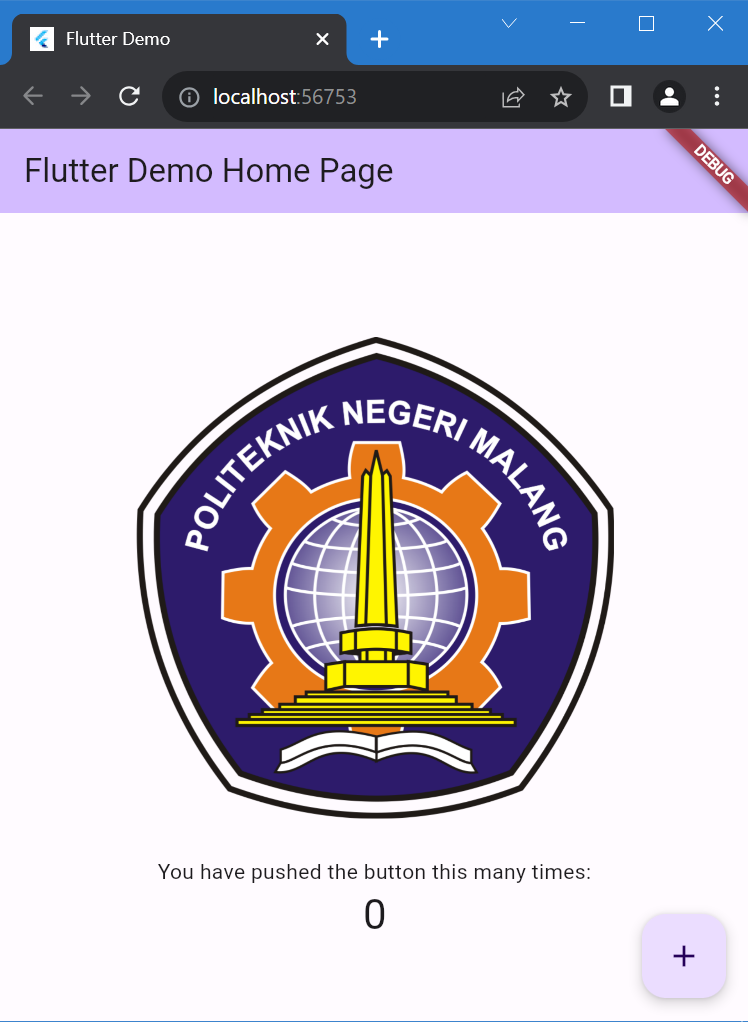 Flutter Demo
localhost:56753
Flutter Demo Home Page
DEBUG
POLITEKNIK NEGERI MALANG
You have pushed the button this many times:
0